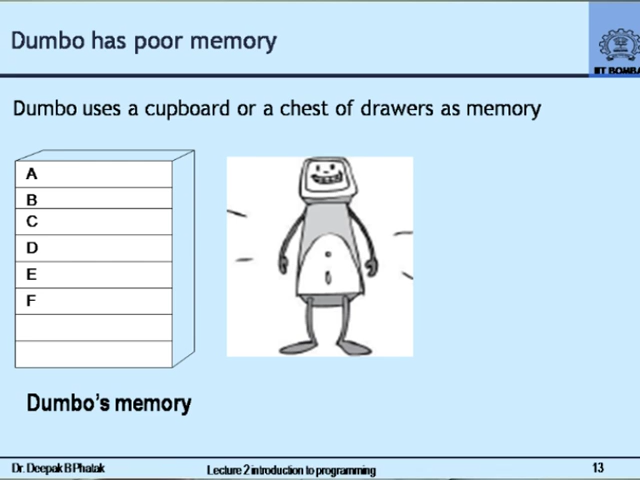 Dumbo has poor memory
IIT BOMBA
Dumbo uses a cupboard or a chest of drawers as memory
A
B
C
D
E
F
Dumbo's memory
Dr. Deepak B Phatak
Lecture 2 introduction to programming
13